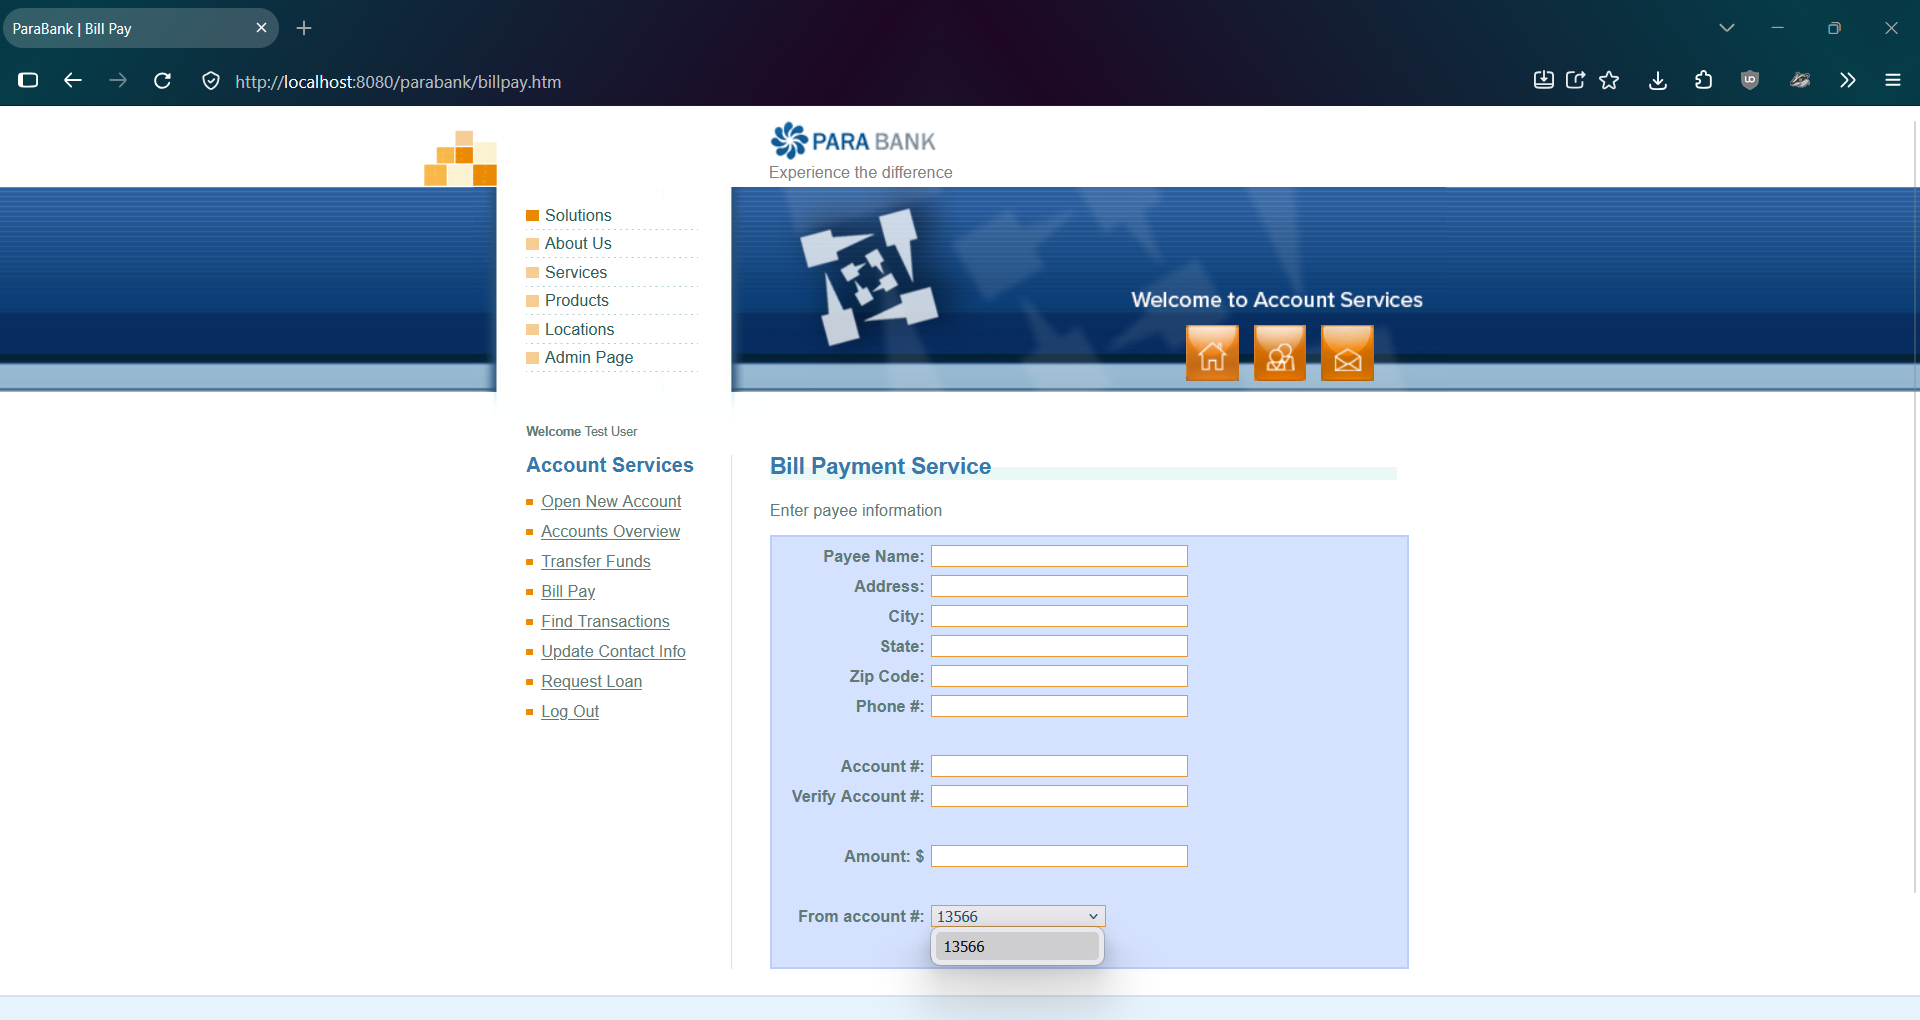 ParaBank | Bill Pay
http://localhost:8080/parabank/billpay.htm
PARA BANK
Experience the difference
Solutions
About Us
Services
Products
Locations
Admin Page
Welcome to Account Services
Welcome Test User
Account Services
Open New Account
Accounts Overview
Transfer Funds
Bill Pay
Find Transactions
Update Contact Info
Request Loan
Log Out
Bill Payment Service
Enter payee information
Payee Name:
Address:
City:
State:
Zip Code:
Phone #:
Account #:
Verify Account #:
Amount: $
From account #: 13566
13566